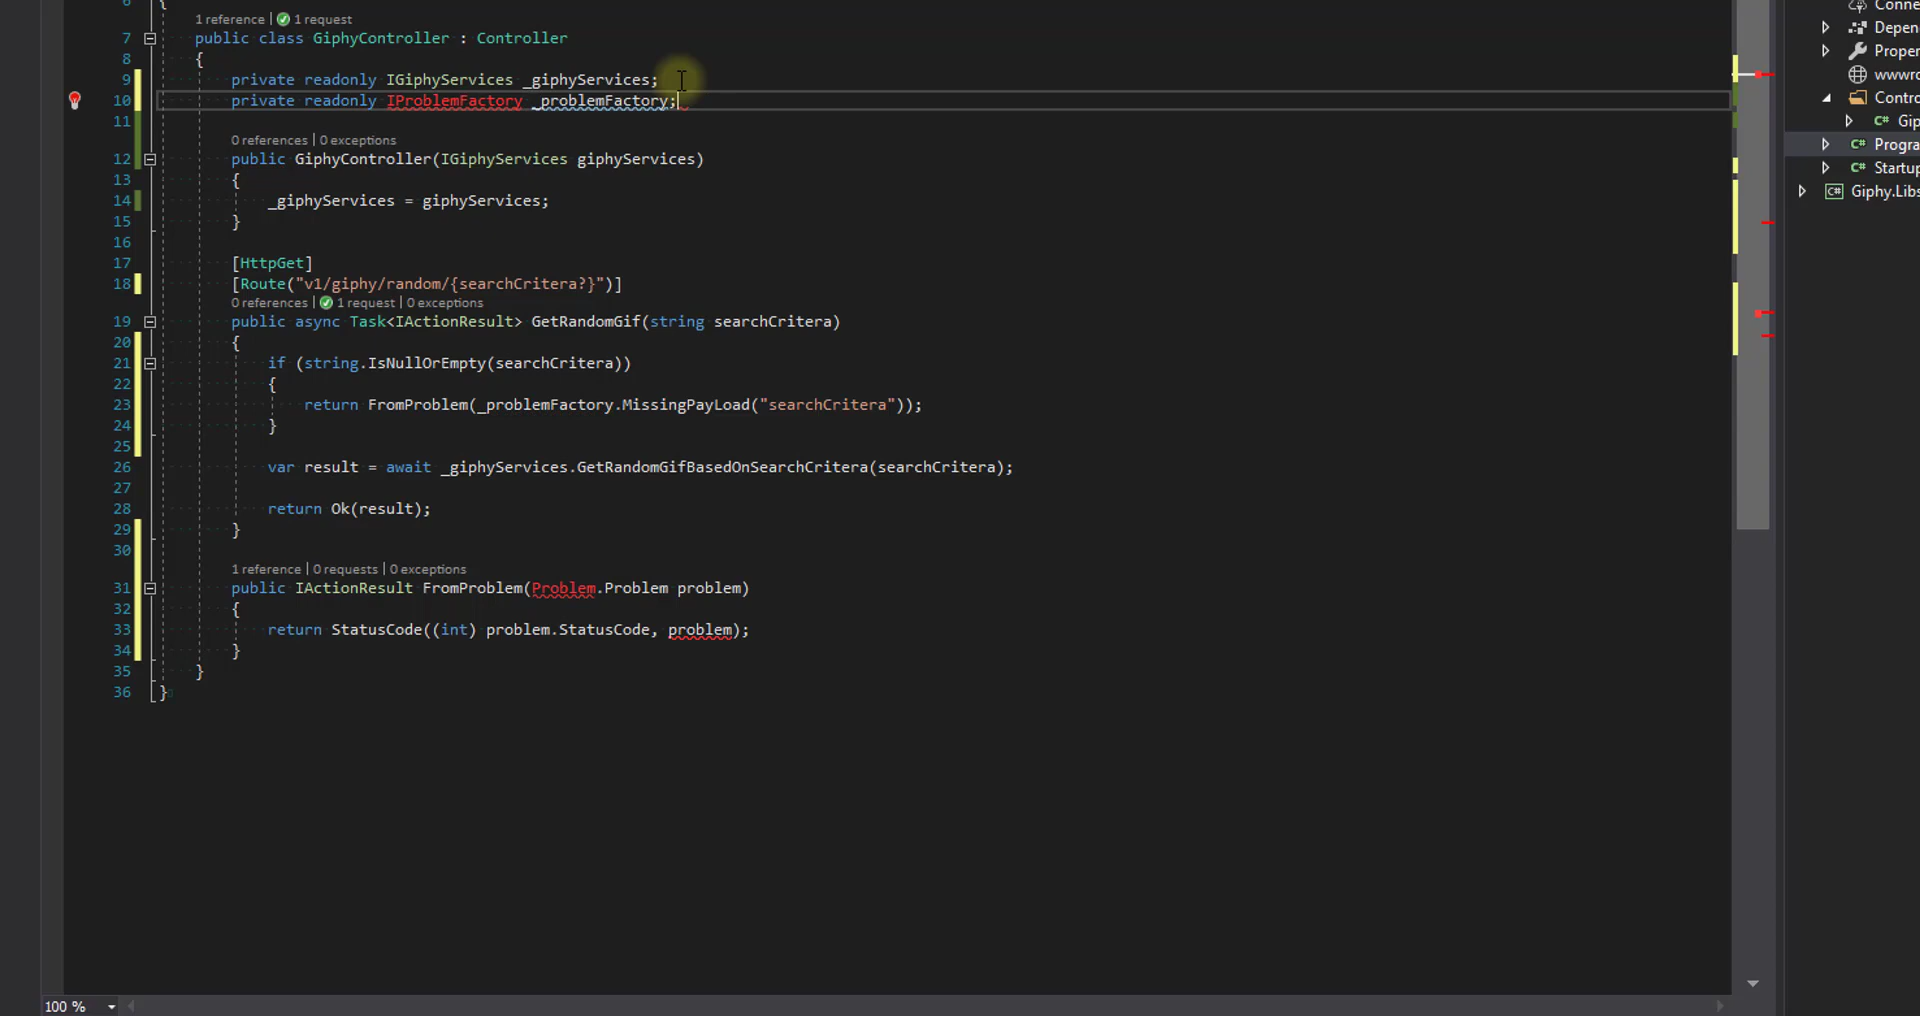 6 {
1 reference | 1 request
7 public class GiphyController : Controller
8 {
9 private readonly IGiphyServices _giphyServices;
10 private readonly IProblemFactory _problemFactory;
11
0 references | 0 exceptions
12 public GiphyController(IGiphyServices giphyServices)
13 {
14 _giphyServices = giphyServices;
15 }
16
17 [HttpGet]
18 [Route("v1/giphy/random/{searchCritera?}")]
0 references | 1 request | 0 exceptions
19 public async Task<IActionResult> GetRandomGif(string searchCritera)
20 {
21 if (string.IsNullOrEmpty(searchCritera))
22 {
23 return FromProblem(_problemFactory.MissingPayLoad("searchCritera"));
24 }
25
26 var result = await _giphyServices.GetRandomGifBasedOnSearchCritera(searchCritera);
27
28 return Ok(result);
29 }
30
1 reference | 0 requests | 0 exceptions
31 public IActionResult FromProblem(Problem.Problem problem)
32 {
33 return StatusCode((int) problem.StatusCode, problem);
34 }
35 }
36 }
100 %
Conne
Depen
Proper
wwwro
Contro
C# Gip
C# Progra
C# Startup
C# Giphy.Libs